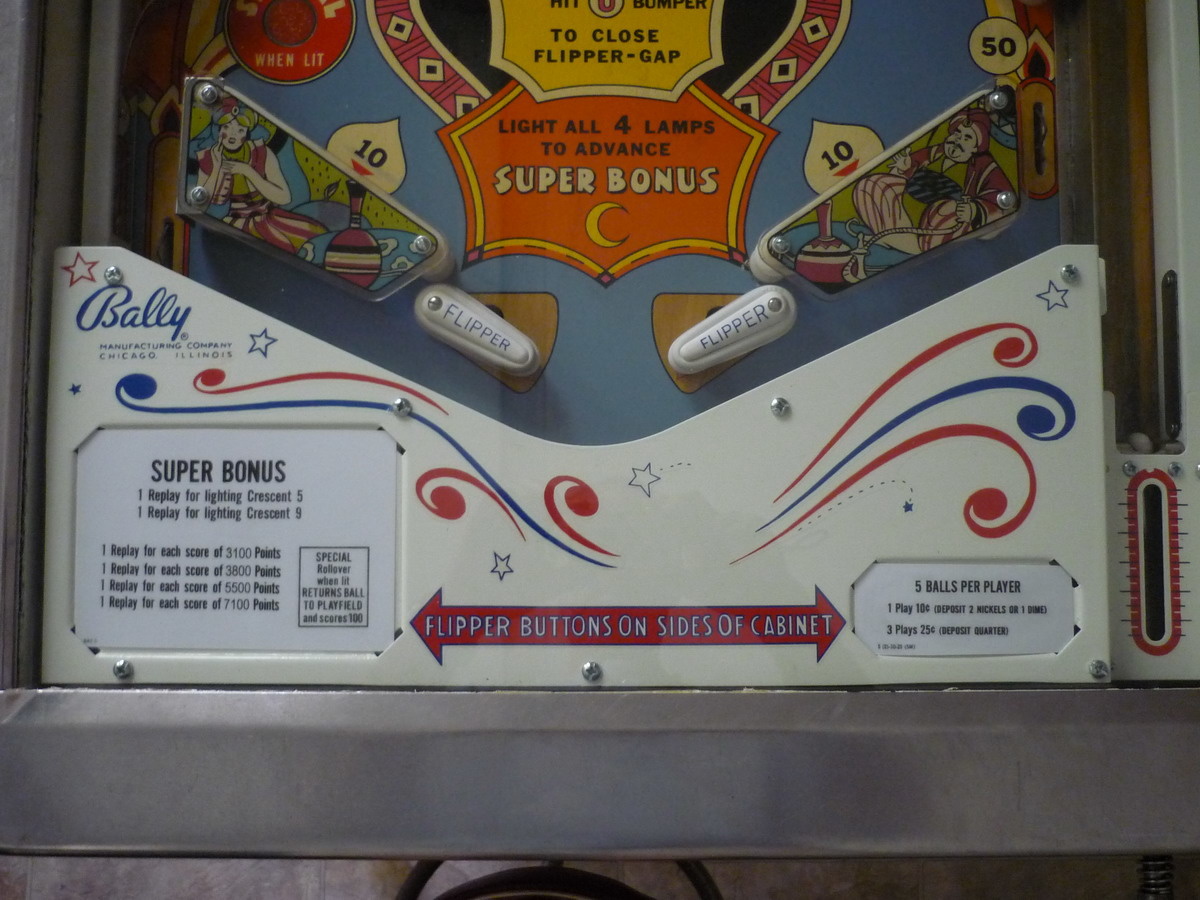 WHEN LIT
HIT BUMPER
TO CLOSE
FLIPPER-GAP
50
10
10
LIGHT ALL 4 LAMPS
TO ADVANCE
SUPER BONUS
FLIPPER
FLIPPER
Bally®
MANUFACTURING COMPANY
CHICAGO, ILLINOIS
SUPER BONUS
1 Replay for lighting Crescent 5
1 Replay for lighting Crescent 9
1 Replay for each score of 3100 Points
1 Replay for each score of 3800 Points
1 Replay for each score of 5500 Points
1 Replay for each score of 7100 Points
SPECIAL
Rollover
when lit
RETURNS BALL
TO PLAYFIELD
and scores 100
FLIPPER BUTTONS ON SIDES OF CABINET
5 BALLS PER PLAYER
1 Play 10¢ (DEPOSIT 2 NICKELS OR 1 DIME)
3 Plays 25¢ (DEPOSIT QUARTER)